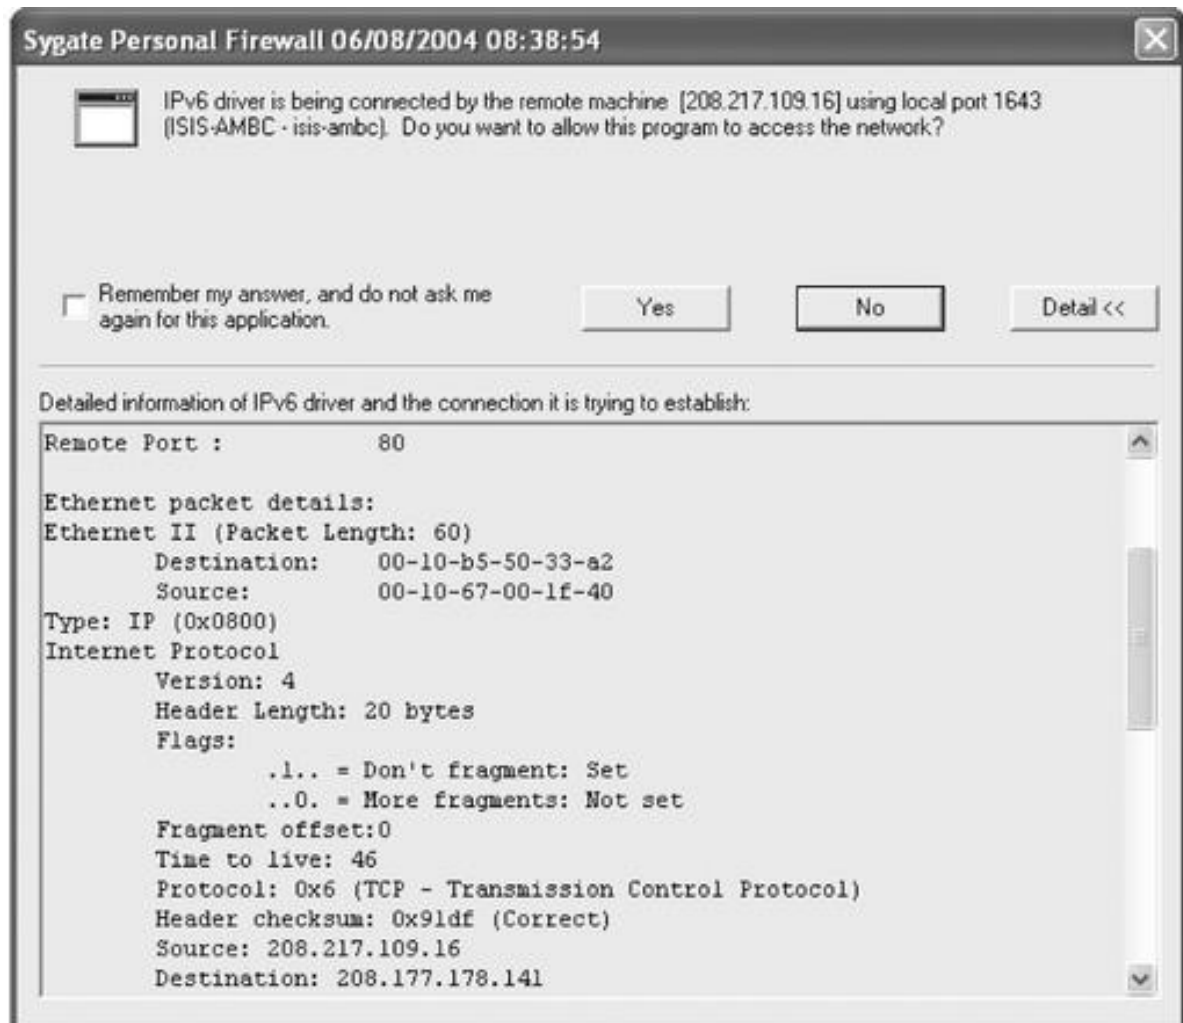 Sygate Personal Firewall 06/08/2004 08:38:54
IPv6 driver is being connected by the remote machine [208.217.109.16] using local port 1643
(ISIS-AMBC - isis-ambc). Do you want to allow this program to access the network?
Remember my answer, and do not ask me
again for this application.
Yes
No
Detail <<
Detailed information of IPv6 driver and the connection it is trying to establish:
Remote Port : 80
Ethernet packet details:
Ethernet II (Packet Length: 60)
Destination: 00-10-b5-50-33-a2
Source: 00-10-67-00-1f-40
Type: IP (0x0800)
Internet Protocol
Version: 4
Header Length: 20 bytes
Flags:
.1.. = Don't fragment: Set
..0. = More fragments: Not set
Fragment offset:0
Time to live: 46
Protocol: 0x6 (TCP - Transmission Control Protocol)
Header checksum: 0x91df (Correct)
Source: 208.217.109.16
Destination: 208.177.178.141